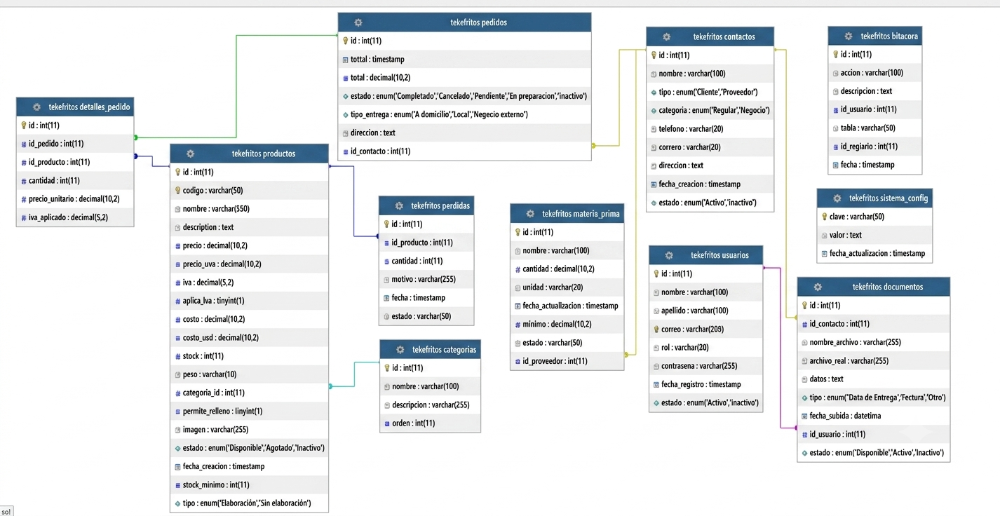 tekefritos pedidos
id : int(11)
tottal : timestamp
total : decimal(10,2)
estado : enum('Completado','Cancelado','Pendiente','En preparacion','inactivo')
tipo_entrega : enum('A domicilio','Local','Negecio externo')
direccion : text
id_contacto : int(11)
tekefritos contactos
id : int(11)
nombre : varchar(100)
tipo : enum('Cliente','Proveedor')
categoria : enum('Regular','Negocio')
telefono : varchar(20)
correro : varchar(20)
direccion : text
fecha_creacion : timestamp
estado : enum('Activo','inactivo')
tekefritos bitacora
id : int(11)
accion : varchar(100)
descripcion : text
id_usuario : int(11)
tabla : varchar(50)
id_regiario : int(11)
fecha : timestamp
tekefritos detalles_pedido
id : int(11)
id_pedido : int(11)
id_producto : int(11)
cantidad : int(11)
precio_unitario : decimal(10,2)
iva_aplicado : decimal(S,2)
tekefritos productos
id : int(11)
codigo : varchar(50)
nombre : varchar(S50)
description : text
precio : decimal(10,2)
precio_uva : decimal(10,2)
iva : decimal(S,2)
aplica_lva : tinyint(1)
costo : decimal(10,2)
costo_usd : decimal(10,2)
stock : int(11)
peso : varchar(10)
categoria_id : int(11)
permite_relleno : linyint(1)
imagen : varchar(255)
estado : enum('Disponible','Agotado','Inactivo')
fecha_creacion : timestamp
stock_minimo : int(11)
tipo : enum('Elaboración','Sin elaboración')
tekefritos perdidas
id : int(11)
id_producto : int(11)
cantidad : int(11)
motivo : varchar(255)
fecha : timestamp
estado : varchar(S0)
tekefritos categorias
id : int(11)
nombre : varchar(100)
descripcion : varchar(255)
orden : int(11)
tekefritos materis_prima
id : int(11)
nombre : varchar(100)
cantidad : decimal(10,2)
unidad : varchar(20)
fecha_actualizacion : timestamp
minimo : decimal(10,2)
estado : varchar(50)
id_proveedor : int(11)
tekefritos usuarios
id : int(11)
nombre : varchar(100)
apellido : varchar(100)
correo : varchar(209)
rol : varchar(20)
contrasena : varchar(255)
fecha_registro : timestamp
estado : enum('Activo','inactivo')
tekefritos sistema_config
clave : varchar(50)
valor : text
fecha_actualizacion : timestamp
tekefritos documentos
id : int(11)
id_contacto : int(11)
nombre_archivo : varchar(255)
archivo_real : varchar(255)
datos : text
tipo : enum("Data de Entrega','Fectura','Otro')
fecha_subida : datetima
id_usuario : int(11)
estado : enum('Disponible','Activo','Inactivo')
so!